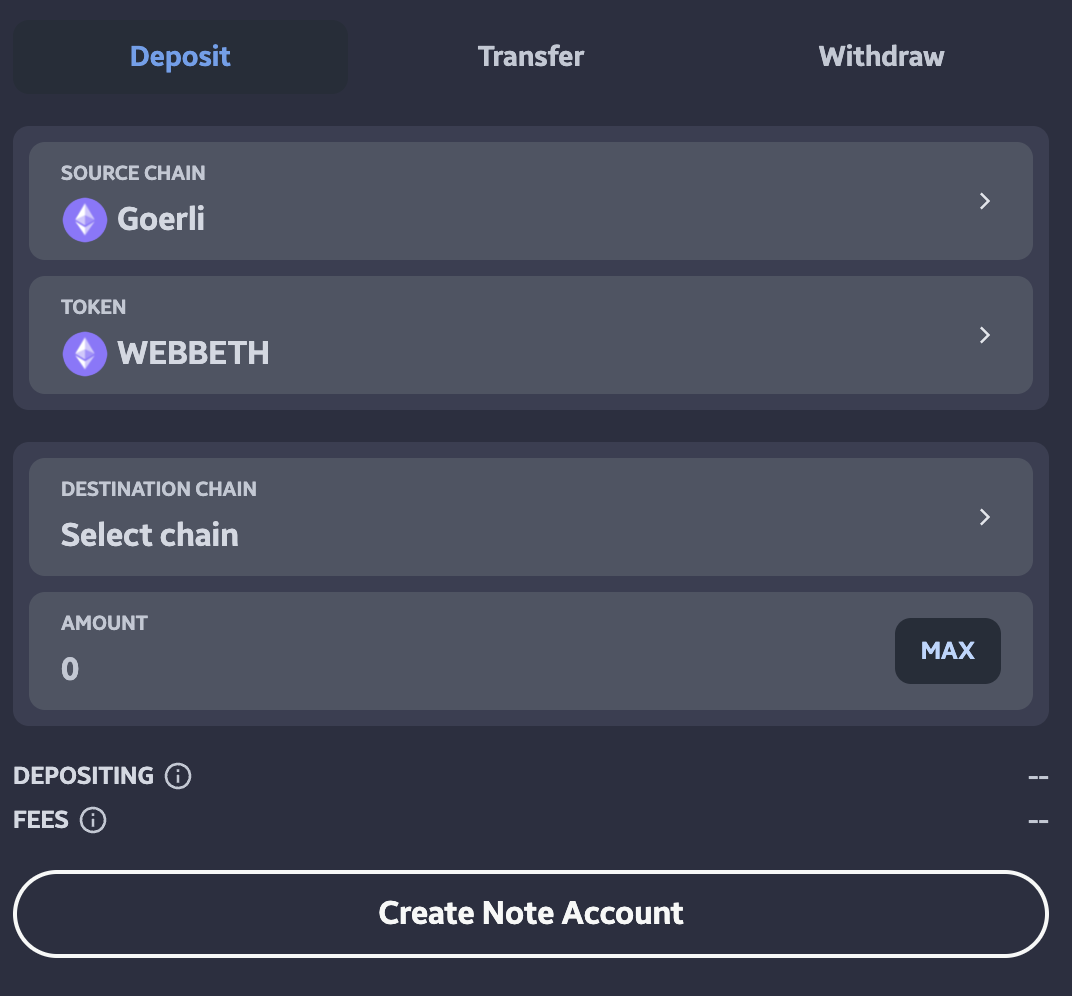 Deposit Transfer Withdraw
SOURCE CHAIN
Goerli
TOKEN
WEBBETH
DESTINATION CHAIN
Select chain
AMOUNT
0
MAX
DEPOSITING --
FEES --
Create Note Account